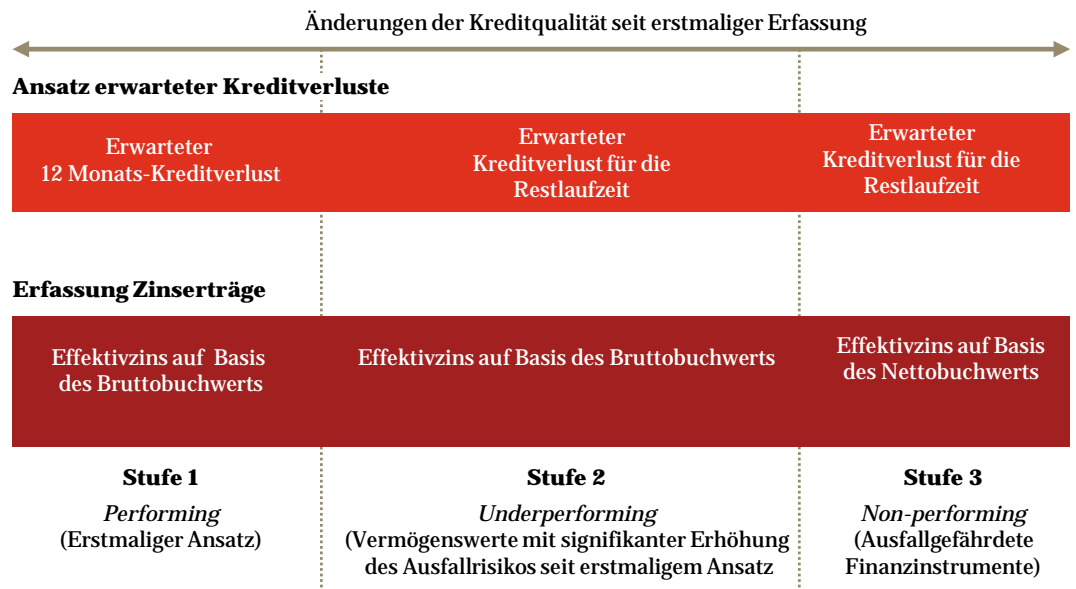 Änderungen der Kreditqualität seit erstmaliger Erfassung
Ansatz erwarteter Kreditverluste
Erwarteter
12 Monats-Kreditverlust
Erwarteter
Kreditverlust für die
Restlaufzeit
Erwarteter
Kreditverlust für die
Restlaufzeit
Erfassung Zinserträge
Effektivzins auf Basis
des Bruttobuchwerts
Effektivzins auf Basis des Bruttobuchwerts
Effektivzins auf Basis
des Nettobuchwerts
Stufe 1
Performing
(Erstmaliger Ansatz)
Stufe 2
Underperforming
(Vermögenswerte mit signifikanter Erhöhung
des Ausfallrisikos seit erstmaligem Ansatz
Stufe 3
Non-performing
(Ausfallgefährdete
Finanzinstrumente)